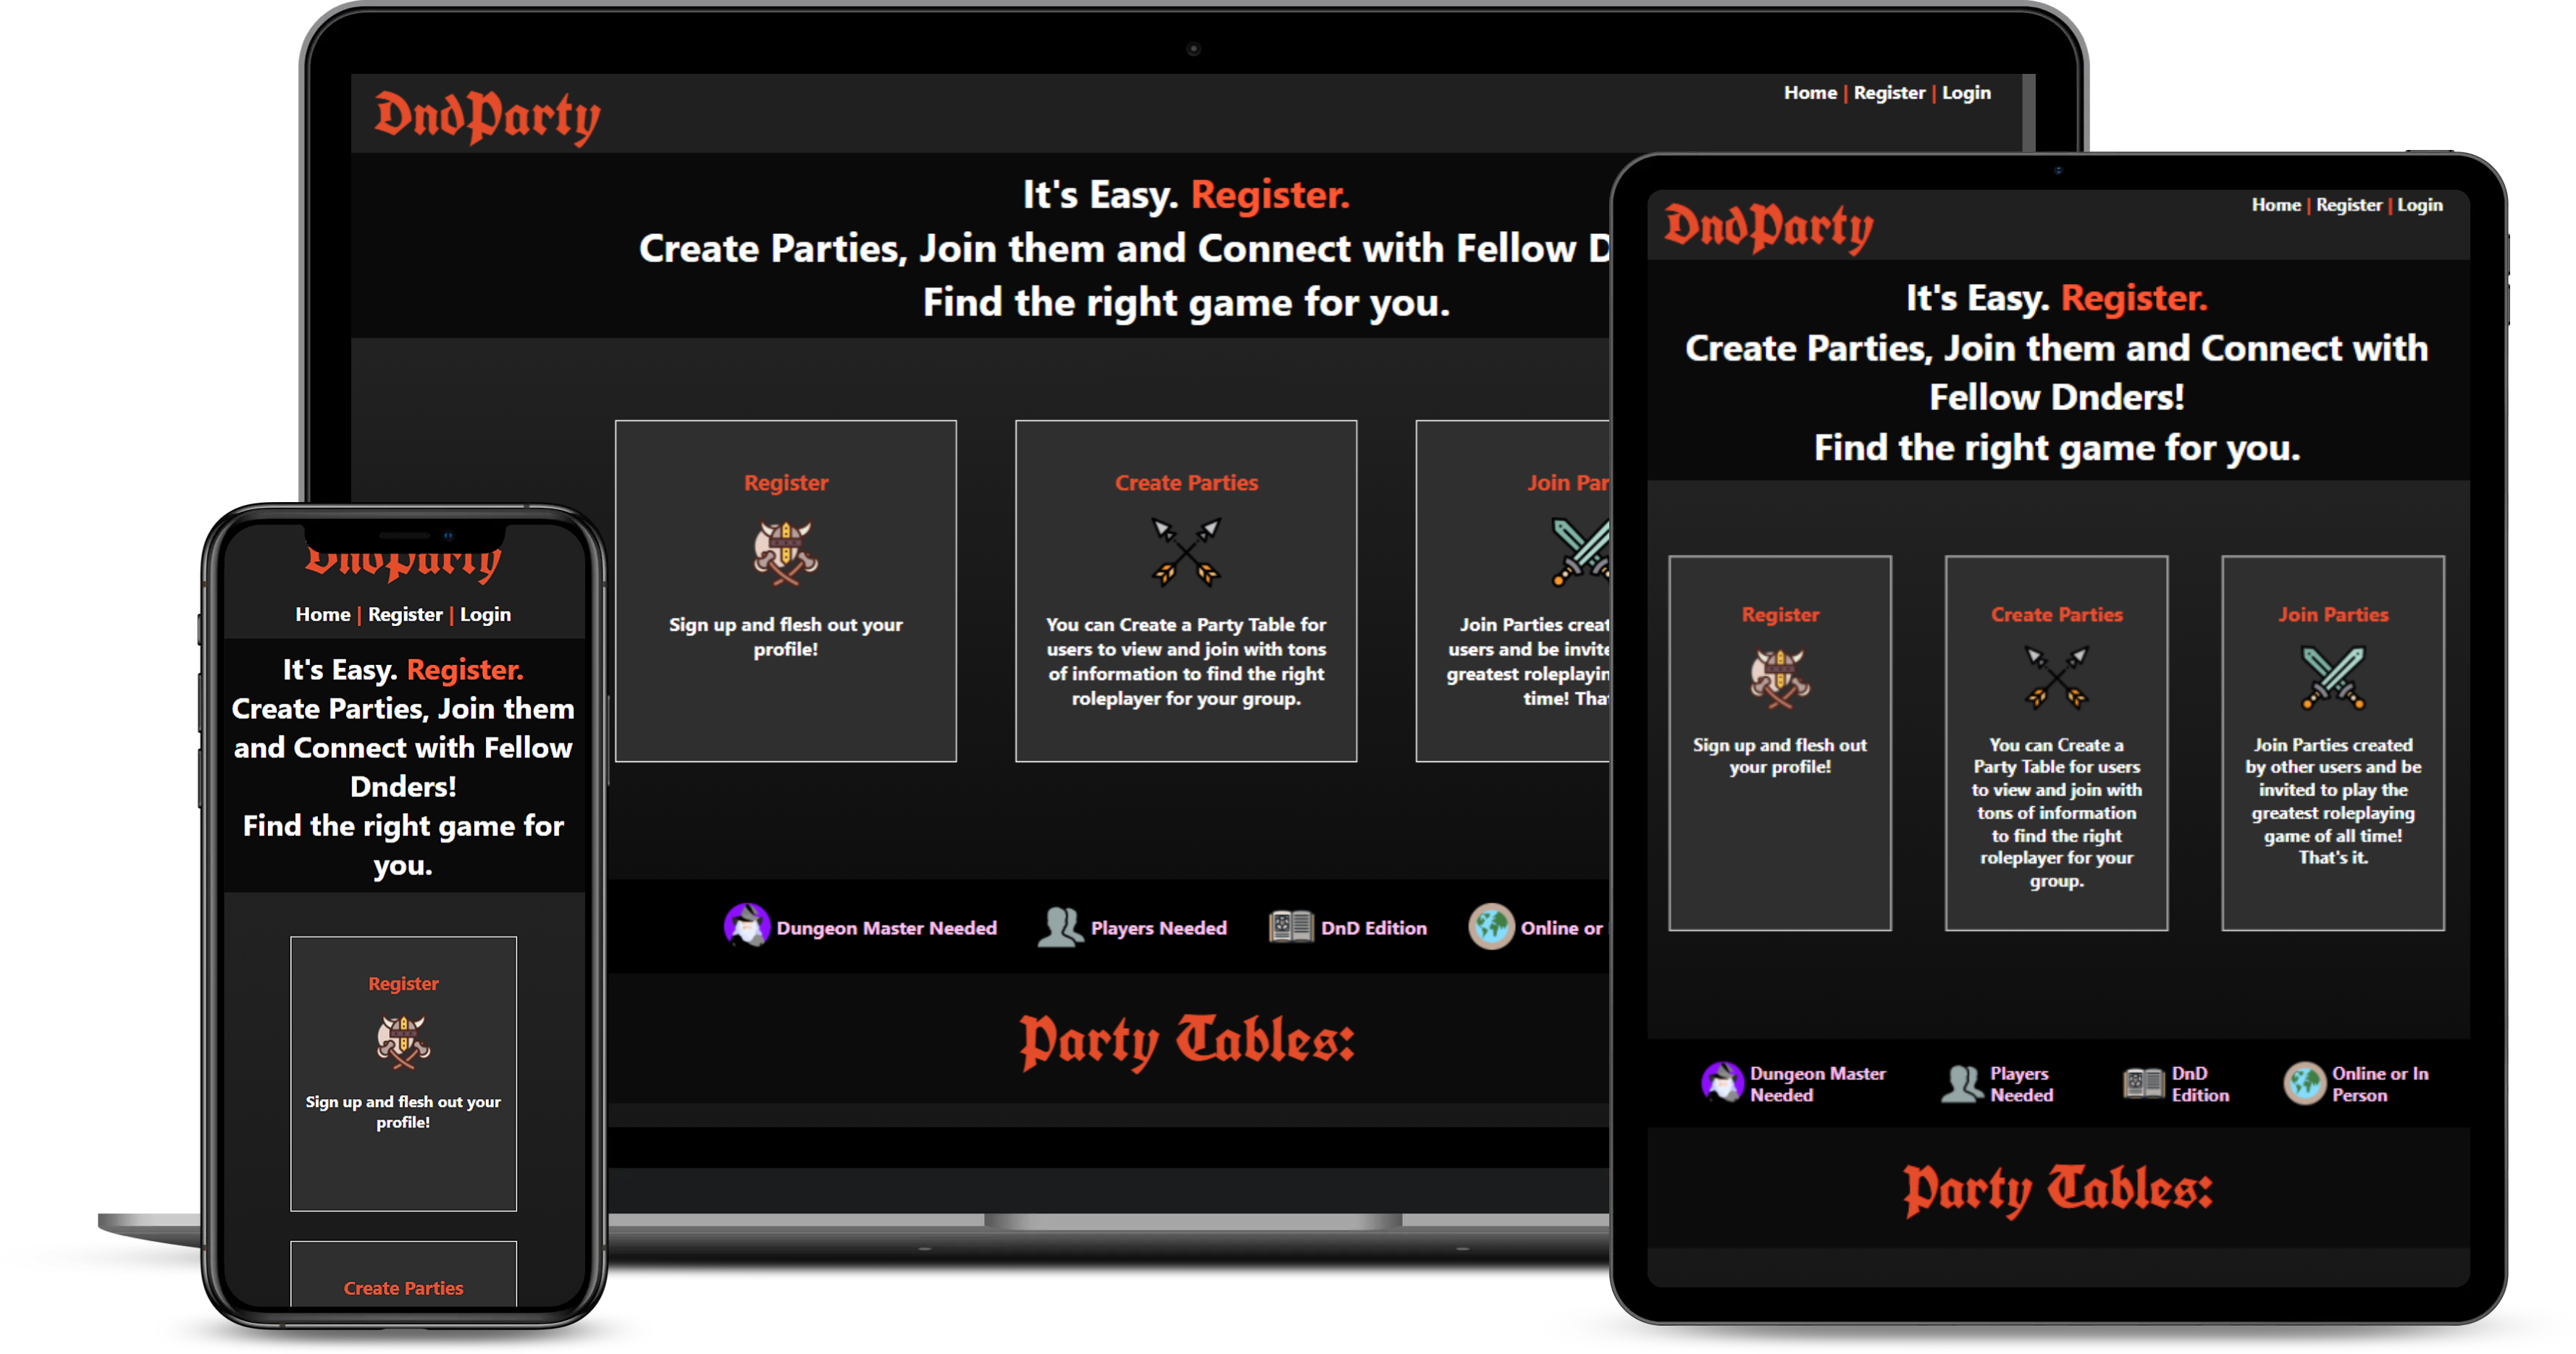 DndParty
Home | Register | Login
It's Easy. Register.
Create Parties, Join them and Connect with Fellow
Find the right game for you.
Register
Sign up and flesh out your
profile!
Create Parties
You can Create a Party Table for
users to view and join with tons
of information to find the right
roleplayer for your group.
Join
Join Parties
users and be
greatest
time!
Dungeon Master Needed
Players Needed
DnD Edition
Online or
Party Tables:
DndParty
Home | Register | Login
It's Easy. Register.
Create Parties, Join them and Connect with
Fellow Dnders!
Find the right game for you.
Register
Sign up and flesh out
your profile!
Create Parties
You can Create a
Party Table for users
to view and join with
tons of information
to find the right
roleplayer for your
group.
Join Parties
Join Parties created
by other users and be
invited to play the
greatest roleplaying
game of all time!
That's it.
Dungeon Master
Needed
Players
Needed
DnD
Edition
Online or In
Person
Party Tables:
DndParty
Home | Register | Login
It's Easy. Register.
Create Parties, Join them
and Connect with Fellow
Dnders!
Find the right game for
you.
Register
Sign up and flesh out your
profile!
Create Parties